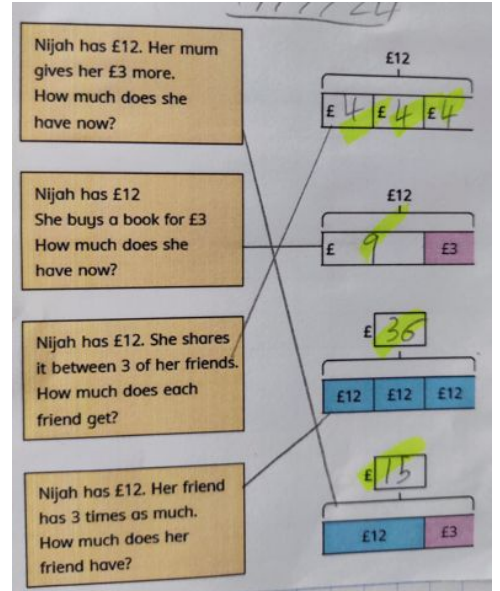 Nijah has £12. Her mum
gives her £3 more.
How much does she
have now?
Nijah has £12
She buys a book for £3
How much does she
have now?
Nijah has £12. She shares
it between 3 of her friends.
How much does each
friend get?
Nijah has £12. Her friend
has 3 times as much.
How much does her
friend have?
£12
£ 4 £ 4 £ 4
£12
£ 9 £3
£ 36
£12 £12 £12
£ 15
£12 £3